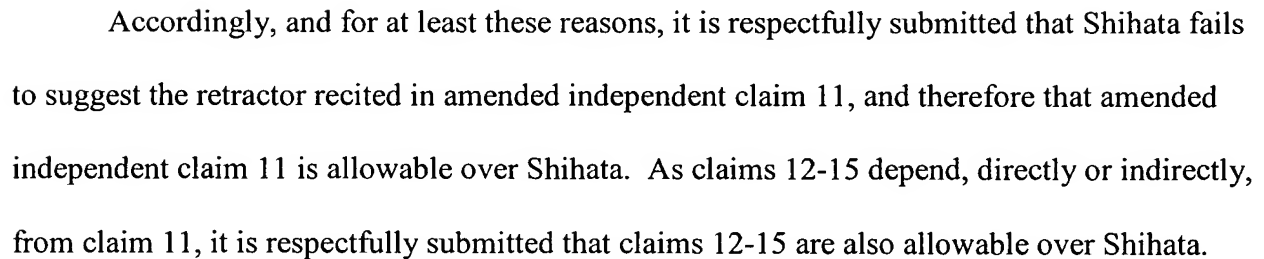 Accordingly, and for at least these reasons, it is respectfully submitted that Shihata fails
to suggest the retractor recited in amended independent claim 11, and therefore that amended
independent claim 11 is allowable over Shihata.  As claims 12-15 depend, directly or indirectly,
from claim 11, it is respectfully submitted that claims 12-15 are also allowable over Shihata.